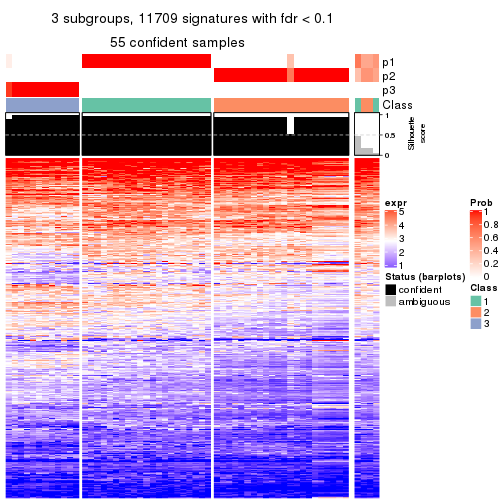 3 subgroups, 11709 signatures with fdr < 0.1
55 confident samples
p1
p2
p3
Class
1
0.5
0
Silhouette
score
expr
5
4
3
2
1
Status (barplots)
confident
ambiguous
Prob
1
0.8
0.6
0.4
0.2
0
Class
1
2
3